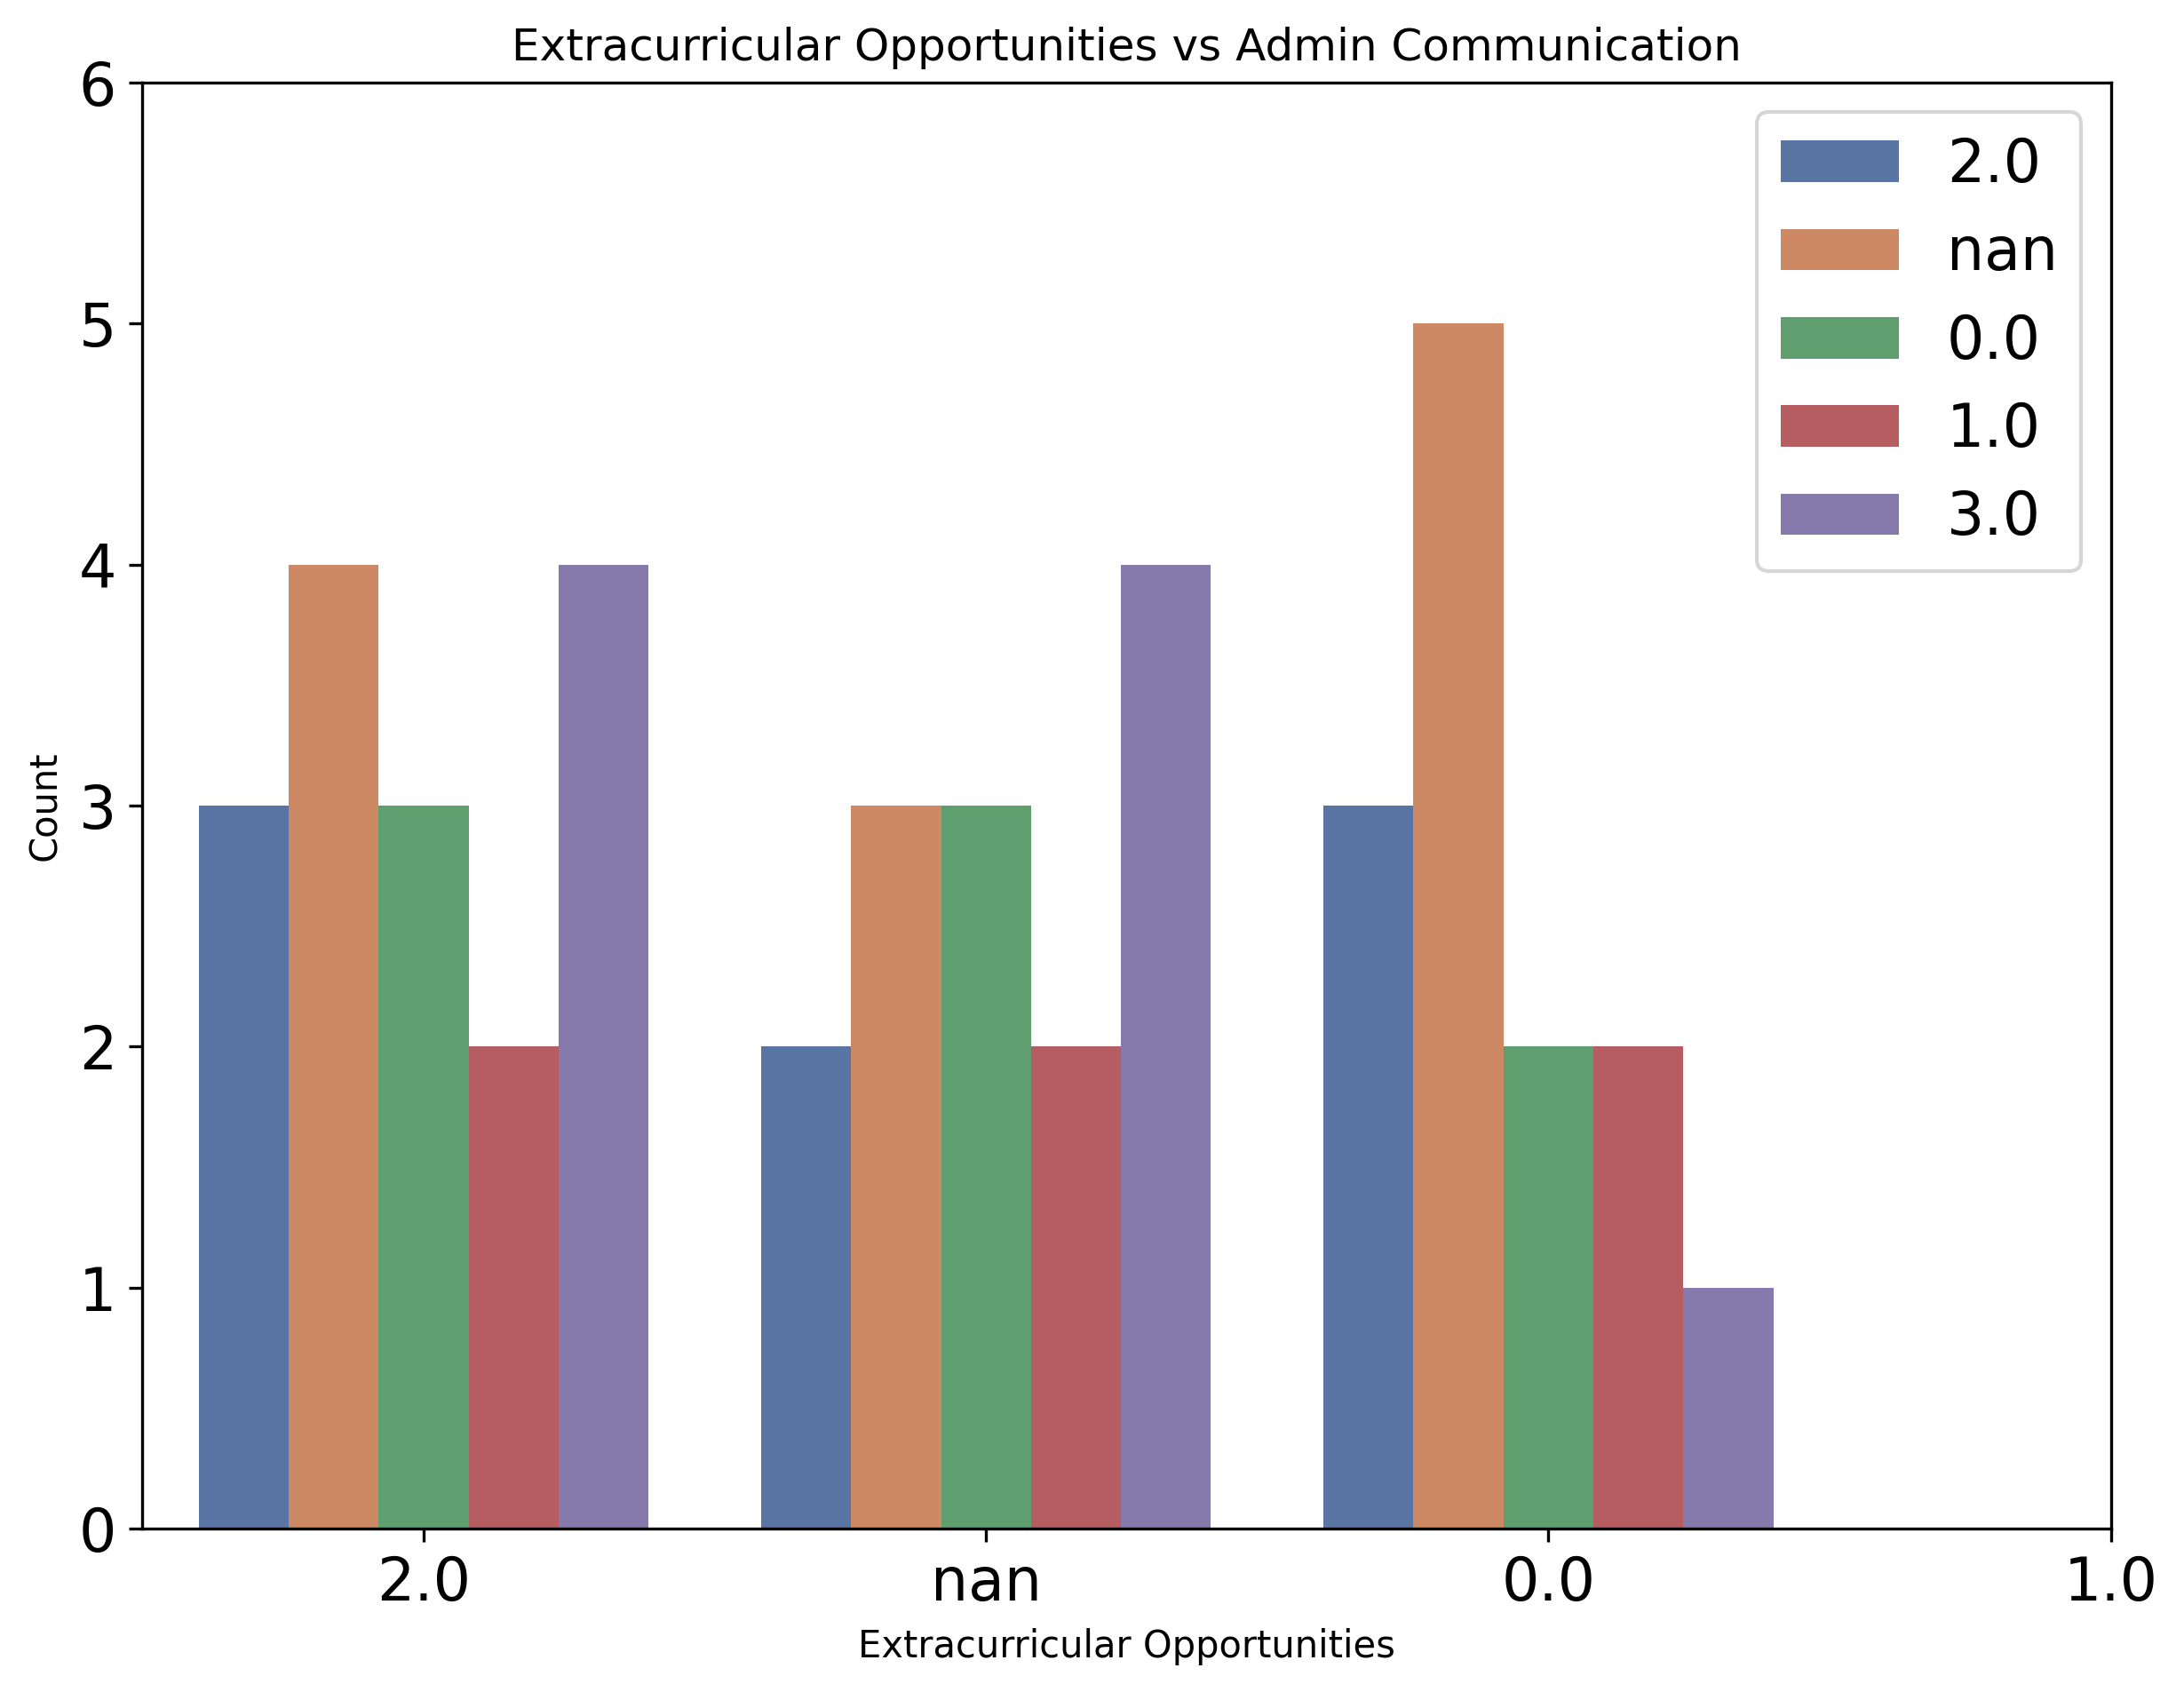 Extracurricular Opportunities vs Admin Communication
6
5
4
3
2
1
0
Count
2.0
nan
0.0
1.0
3.0
2.0 nan 0.0 1.0
Extracurricular Opportunities